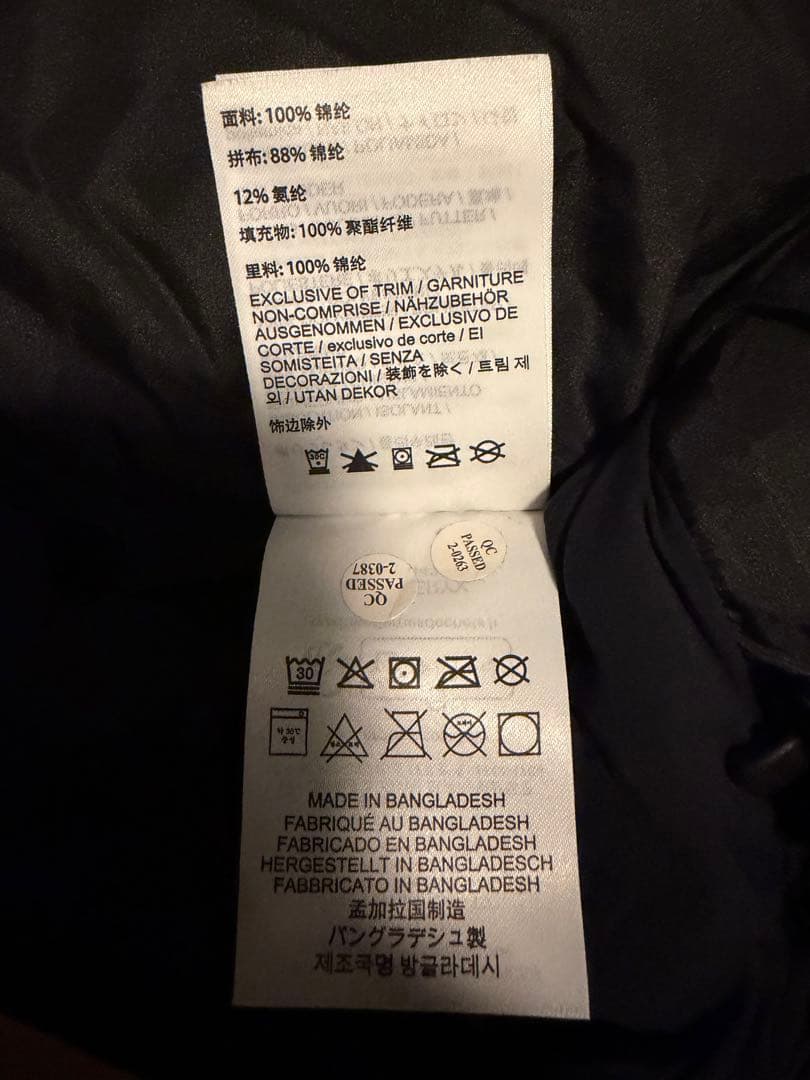 面料:100% 锦纶
拼布:88% 锦纶
12% 氨纶
填充物:100% 聚酯纤维
里料:100% 锦纶
EXCLUSIVE OF TRIM / GARNITURE
NON-COMPRISE / NÄHZUBEHÖR
AUSGENOMMEN / EXCLUSIVO DE
CORTE / exclusivo de corte / EI
SOMISTEITA / SENZA
DECORAZIONI / 装飾を除く / 트림 제
외 / UTAN DEKOR
饰边除外
30C
QC
PASSED
2-0263
QC
PASSED
2-0387
30
약 30℃
중성
MADE IN BANGLADESH
FABRIQUÉ AU BANGLADESH
FABRICADO EN BANGLADESH
HERGESTELLT IN BANGLADESCH
FABBRICATO IN BANGLADESH
孟加拉国制造
バングラデシュ製
제조국명 방글라데시